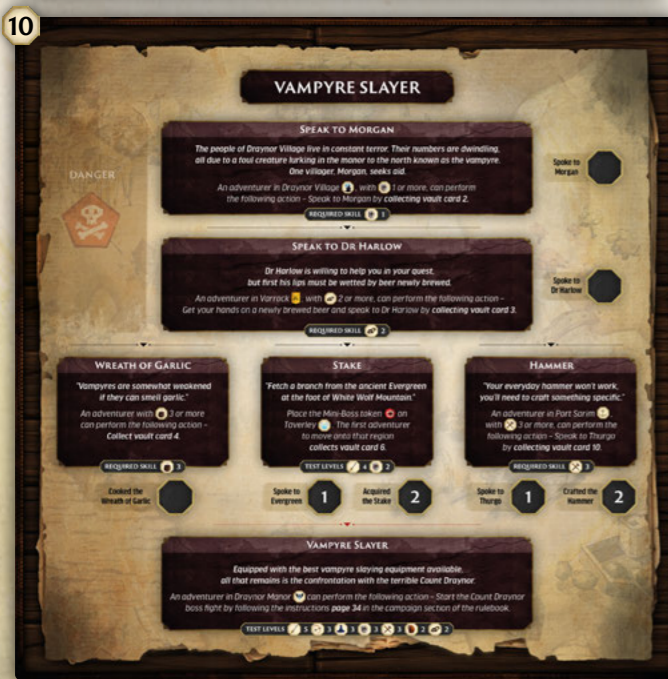 10
VAMPYRE SLAYER
SPEAK TO MORGAN
The people of Draynor Village live in constant terror. Their numbers are dwindling,
all due to a foul creature lurking in the manor to the north known as the vampyre.
One villager, Morgan, seeks aid.
An adventurer in Draynor Village , with 1 or more, can perform
the following action – Speak to Morgan by collecting vault card 2.
REQUIRED SKILL 1
Spoke to
Morgan
DANGER
SPEAK TO DR HARLOW
Dr Harlow is willing to help you in your quest,
but first his lips must be wetted by beer newly brewed.
An adventurer in Varrock , with 2 or more, can perform the following action –
Get your hands on a newly brewed beer and speak to Dr Harlow by collecting vault card 3.
REQUIRED SKILL 2
Spoke to
Dr Harlow
WREATH OF GARLIC
"Vampyres are somewhat weakened
if they can smell garlic."
An adventurer with 3 or more
can perform the following action –
Collect vault card 4.
REQUIRED SKILL 3
Cooked the
Wreath of Garlic
STAKE
"Fetch a branch from the ancient Evergreen
at the foot of White Wolf Mountain."
Place the Mini-Boss token on
Taverley . The first adventurer
to move onto that region
collects vault card 6.
TEST LEVELS 4 2
Spoke to
Evergreen
1
Acquired
the Stake
2
HAMMER
"Your everyday hammer won't work,
you'll need to craft something specific."
An adventurer in Port Sarim
with 3 or more, can perform the
following action – Speak to Thurgo
by collecting vault card 10.
REQUIRED SKILL 3
Spoke to
Thurgo
1
Crafted the
Hammer
2
VAMPYRE SLAYER
Equipped with the best vampyre slaying equipment available,
all that remains is the confrontation with the terrible Count Draynor.
An adventurer in Draynor Manor can perform the following action – Start the Count Draynor
boss fight by following the instructions page 34 in the campaign section of the rulebook.
TEST LEVELS 5 3 3 3 3 2 2